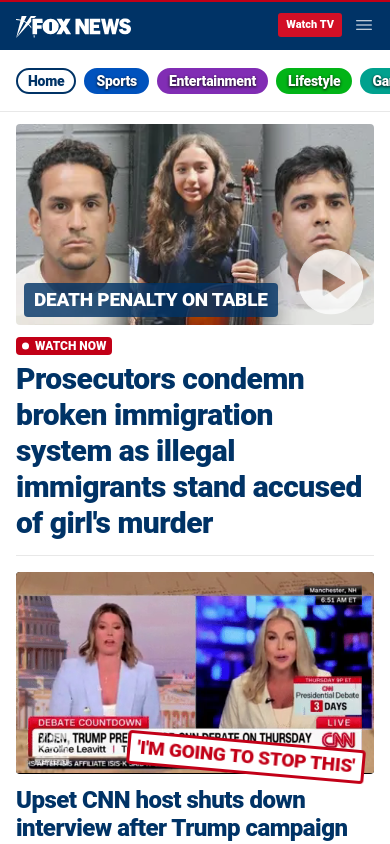 FOX NEWS
Watch TV
Home
Sports
Entertainment
Lifestyle
Ga
DEATH PENALTY ON TABLE
WATCH NOW
Prosecutors condemn
broken immigration
system as illegal
immigrants stand accused
of girl's murder
Manchester, NH
6:51 AM ET
THURSDAY 9P ET
CNN
Presidential Debate
3 DAYS
DEBATE COUNTDOWN
LIVE
BIDEN, TRUMP PRE
NN DEBATE ON THURSDAY
CNN
Karoline Leavitt
AFFILIATE ISIS-K
'I'M GOING TO STOP THIS'
Upset CNN host shuts down
interview after Trump campaign